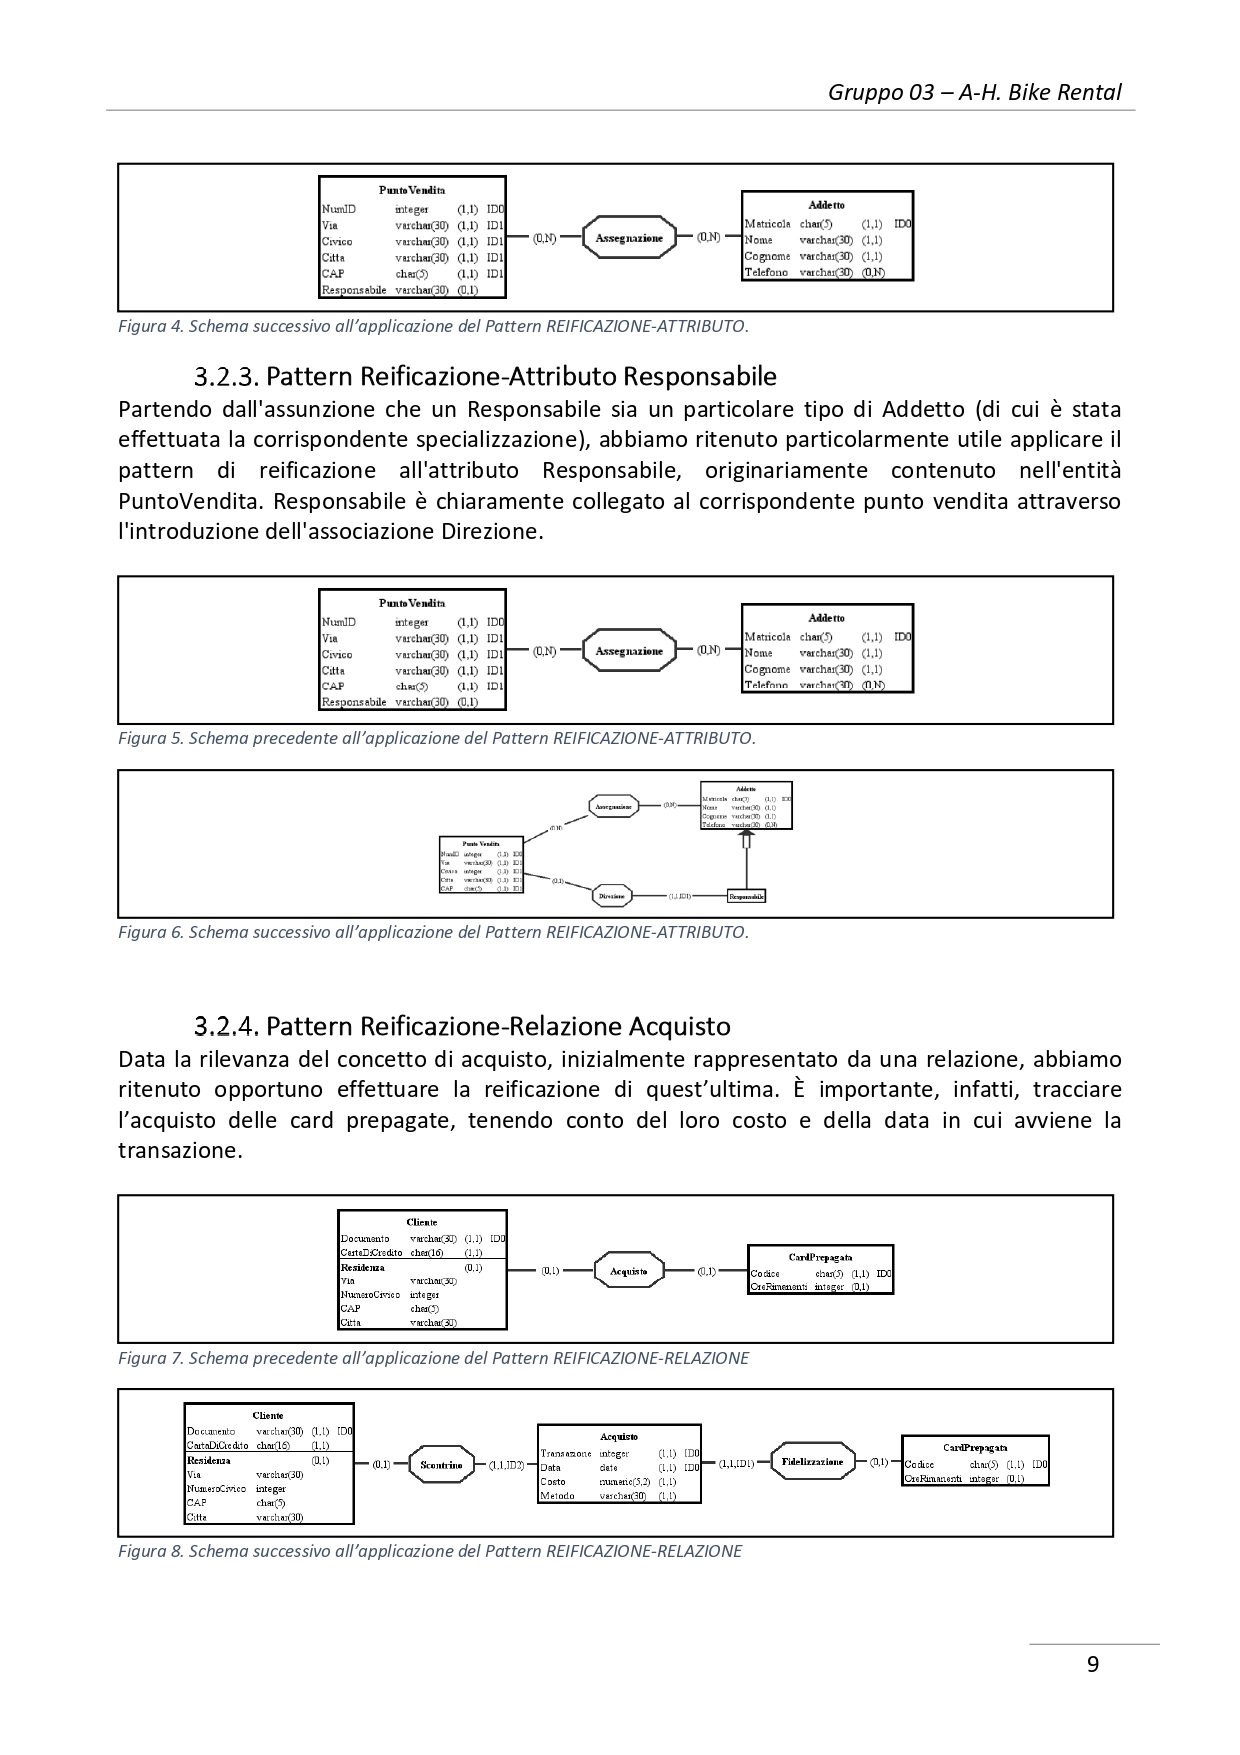 Gruppo 03 – A-H. Bike Rental
PuntoVendita
NumID integer (1,1) ID0
Via varchar(30) (1,1) ID1
Civico varchar(30) (1,1) ID1
Citta varchar(30) (1,1) ID1
CAP char(5) (1,1) ID1
Responsabile varchar(30) (0,1)
(0,N)
Assegnazione
(0,N)
Addetto
Matricola char(5) (1,1) ID0
Nome varchar(30) (1,1)
Cognome varchar(30) (1,1)
Telefono varchar(30) (0,N)
Figura 4. Schema successivo all’applicazione del Pattern REIFICAZIONE-ATTRIBUTO.
3.2.3. Pattern Reificazione-Attributo Responsabile
Partendo dall'assunzione che un Responsabile sia un particolare tipo di Addetto (di cui è stata
effettuata la corrispondente specializzazione), abbiamo ritenuto particolarmente utile applicare il
pattern di reificazione all'attributo Responsabile, originariamente contenuto nell'entità
PuntoVendita. Responsabile è chiaramente collegato al corrispondente punto vendita attraverso
l'introduzione dell'associazione Direzione.
PuntoVendita
NumID integer (1,1) ID0
Via varchar(30) (1,1) ID1
Civico varchar(30) (1,1) ID1
Citta varchar(30) (1,1) ID1
CAP char(5) (1,1) ID1
Responsabile varchar(30) (0,1)
(0,N)
Assegnazione
(0,N)
Addetto
Matricola char(5) (1,1) ID0
Nome varchar(30) (1,1)
Cognome varchar(30) (1,1)
Telefono varchar(30) (0,N)
Figura 5. Schema precedente all’applicazione del Pattern REIFICAZIONE-ATTRIBUTO.
Punto Vendita
NumID integer (1,1) ID0
Via varchar(30) (1,1) ID1
Civico integer (1,1) ID1
Citta varchar(30) (1,1) ID1
CAP char(5) (1,1) ID1
(0,N)
Assegnazione
(0,N)
Addetto
Matricola char(5) (1,1) ID0
Nome varchar(30) (1,1)
Cognome varchar(30) (1,1)
Telefono varchar(30) (0,N)
(0,1)
Direzione
(1,1,ID1)
Responsabile
Figura 6. Schema successivo all’applicazione del Pattern REIFICAZIONE-ATTRIBUTO.
3.2.4. Pattern Reificazione-Relazione Acquisto
Data la rilevanza del concetto di acquisto, inizialmente rappresentato da una relazione, abbiamo
ritenuto opportuno effettuare la reificazione di quest’ultima. È importante, infatti, tracciare
l’acquisto delle card prepagate, tenendo conto del loro costo e della data in cui avviene la
transazione.
Cliente
Documento varchar(30) (1,1) ID0
CartaDiCredito char(16) (1,1)
Residenza (0,1)
Via varchar(30)
NumeroCivico integer
CAP char(5)
Citta varchar(30)
(0,1)
Acquisto
(0,1)
CardPrepagata
Codice char(5) (1,1) ID0
OreRimanenti integer (0,1)
Figura 7. Schema precedente all’applicazione del Pattern REIFICAZIONE-RELAZIONE
Cliente
Documento varchar(30) (1,1) ID0
CartaDiCredito char(16) (1,1)
Residenza (0,1)
Via varchar(30)
NumeroCivico integer
CAP char(5)
Citta varchar(30)
(0,1)
Scontrino
(1,1,ID2)
Acquisto
Transazione integer (1,1) ID0
Data date (1,1) ID0
Costo numeric(5,2) (1,1)
Metodo varchar(30) (1,1)
(1,1,ID1)
Fidelizzazione
(0,1)
CardPrepagata
Codice char(5) (1,1) ID0
OreRimanenti integer (0,1)
Figura 8. Schema successivo all’applicazione del Pattern REIFICAZIONE-RELAZIONE
9